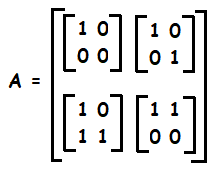 1 0 1 0
0 0 0 1
A =
1 0 1 1
1 1 0 0